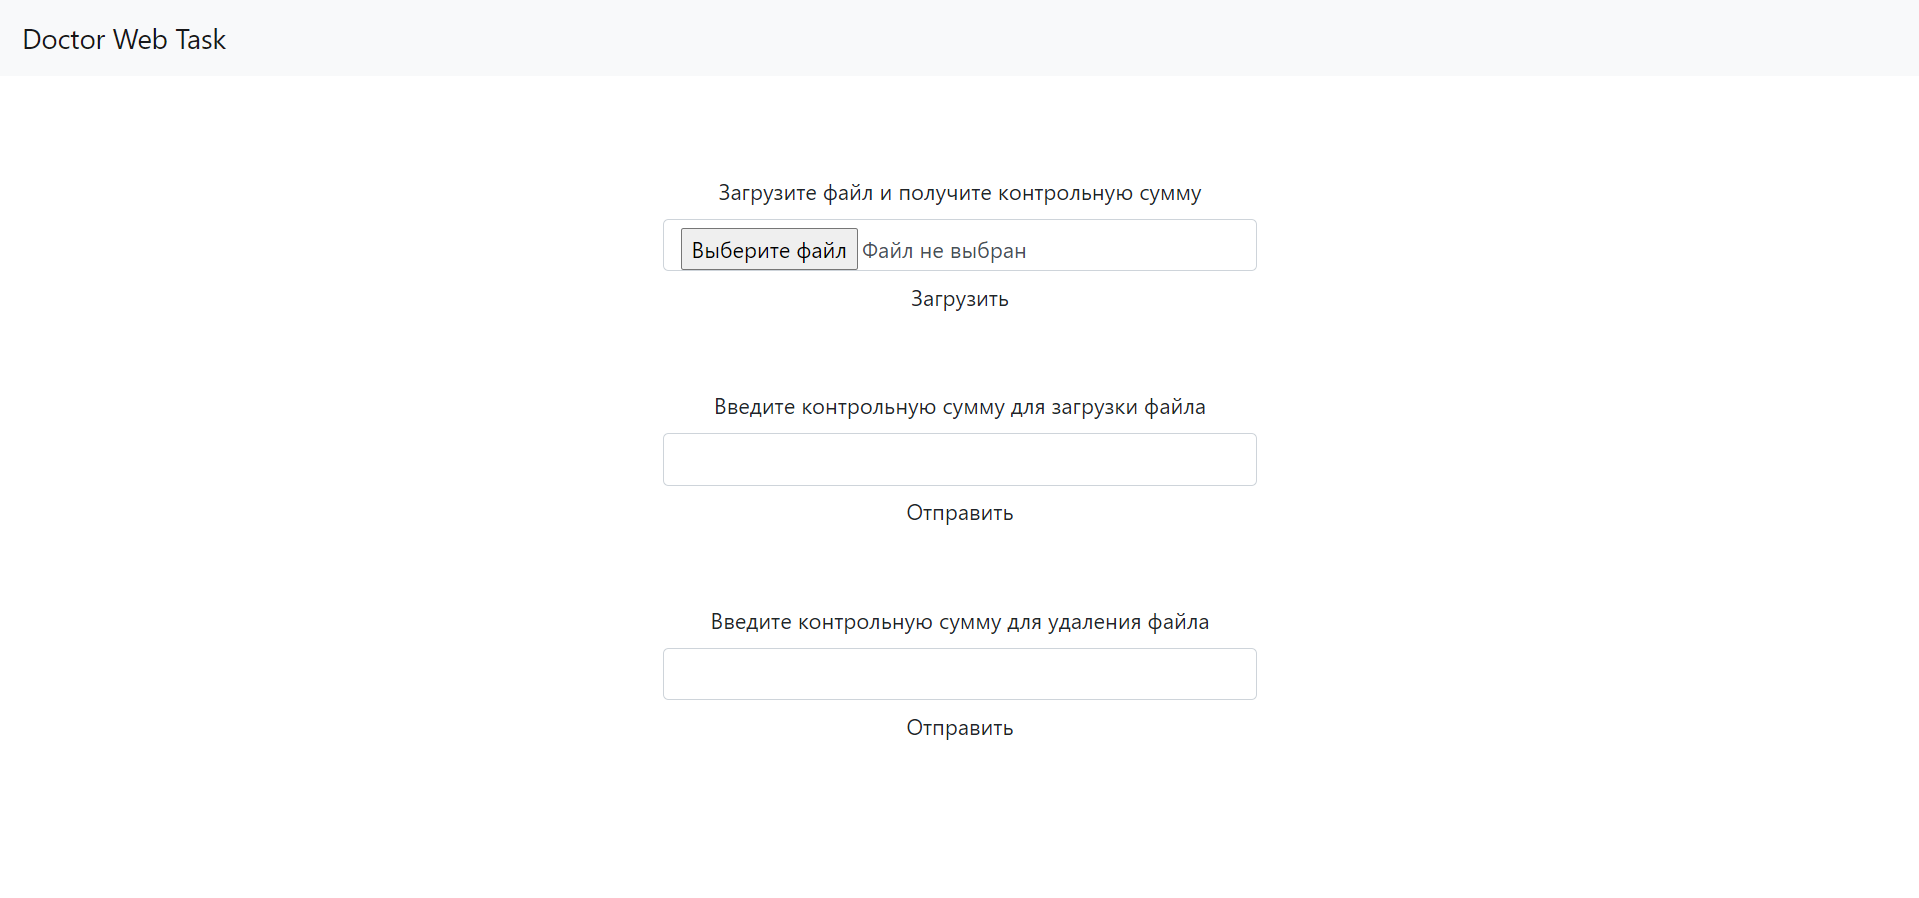 Doctor Web Task
Загрузите файл и получите контрольную сумму
Выберите файл Файл не выбран
Загрузить
Введите контрольную сумму для загрузки файла
Отправить
Введите контрольную сумму для удаления файла
Отправить